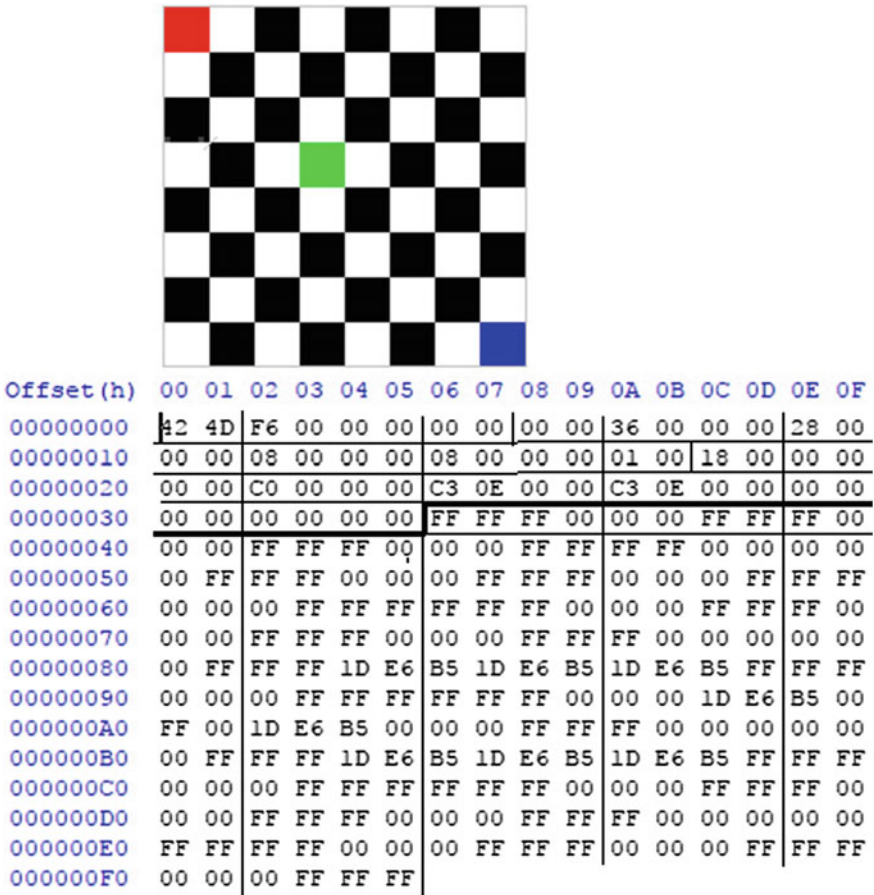 Offset(h) 00 01 02 03 04 05 06 07 08 09 0A 0B 0C 0D 0E 0F
00000000 42 4D F6 00 00 00 00 00 00 00 36 00 00 00 28 00
00000010 00 00 08 00 00 00 08 00 00 00 01 00 18 00 00 00
00000020 00 00 C0 00 00 00 C3 0E 00 00 C3 0E 00 00 00 00
00000030 00 00 00 00 00 00 FF FF FF 00 00 00 FF FF FF 00
00000040 00 00 FF FF FF 00 00 00 FF FF FF FF 00 00 00 00
00000050 00 FF FF FF 00 00 00 FF FF FF 00 00 00 FF FF FF
00000060 00 00 00 FF FF FF FF FF FF 00 00 00 FF FF FF 00
00000070 00 00 FF FF FF 00 00 00 FF FF FF 00 00 00 00 00
00000080 00 FF FF FF 1D E6 B5 1D E6 B5 1D E6 B5 FF FF FF
00000090 00 00 00 FF FF FF FF FF FF 00 00 00 1D E6 B5 00
000000A0 FF 00 1D E6 B5 00 00 00 FF FF FF 00 00 00 00 00
000000B0 00 FF FF FF 1D E6 B5 1D E6 B5 1D E6 B5 FF FF FF
000000C0 00 00 00 FF FF FF FF FF FF 00 00 00 FF FF FF 00
000000D0 00 00 FF FF FF 00 00 00 FF FF FF 00 00 00 00 00
000000E0 FF FF FF FF 00 00 00 FF FF FF 00 00 00 FF FF FF
000000F0 00 00 00 FF FF FF